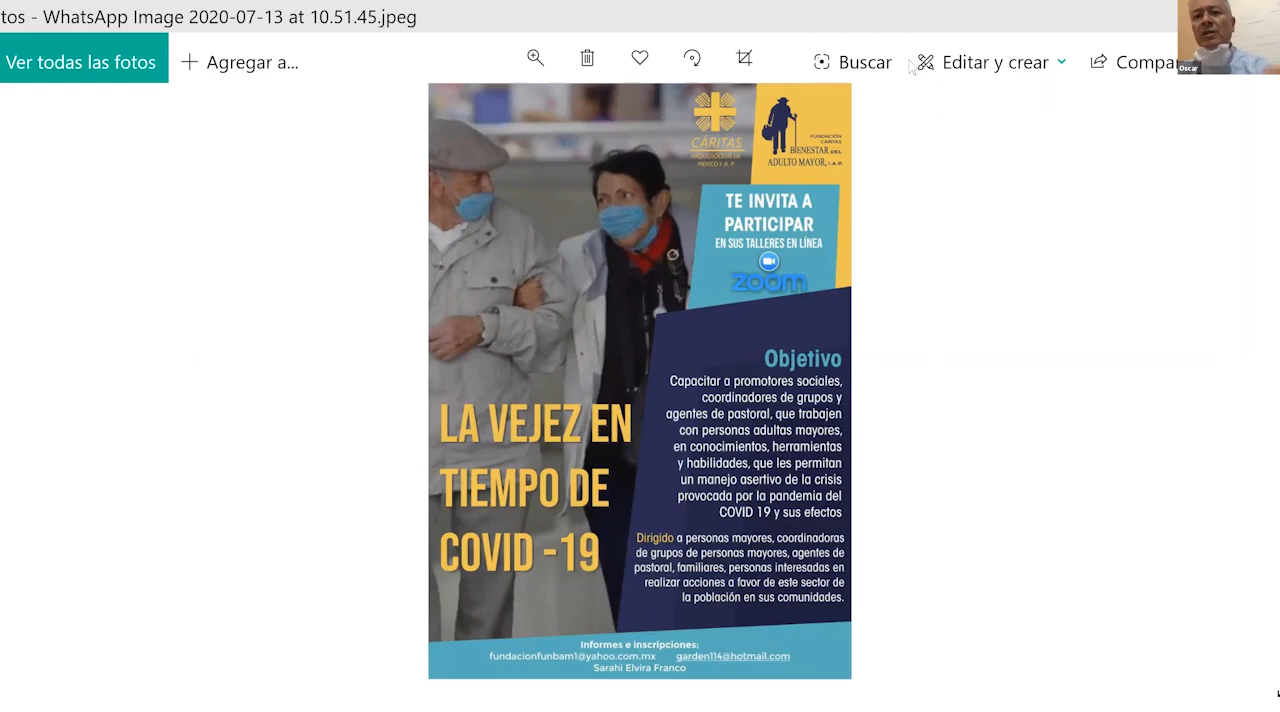 tos - WhatsApp Image 2020-07-13 at 10.51.45.jpeg
Ver todas las fotos
Agregar a...
Buscar
Editar y crear
Compa
Oscar
CÁRITAS
ARQUIDIÓCESIS DE
MÉXICO I. A. P.
FUNDACIÓN
CÁRITAS
BIENESTAR DEL
ADULTO MAYOR, I.A.P.
TE INVITA A
PARTICIPAR
EN SUS TALLERES EN LÍNEA
zoom
Objetivo
Capacitar a promotores sociales,
coordinadores de grupos y
agentes de pastoral, que trabajen
con personas adultas mayores,
en conocimientos, herramientas
y habilidades, que les permitan
un manejo asertivo de la crisis
provocada por la pandemia del
COVID 19 y sus efectos
LA VEJEZ EN
TIEMPO DE
COVID -19
Dirigido a personas mayores, coordinadoras
de grupos de personas mayores, agentes de
pastoral, familiares, personas interesadas en
realizar acciones a favor de este sector de
la población en sus comunidades.
Informes e inscripciones:
fundacionfunbam1@yahoo.com.mx garden114@hotmail.com
Sarahi Elvira Franco